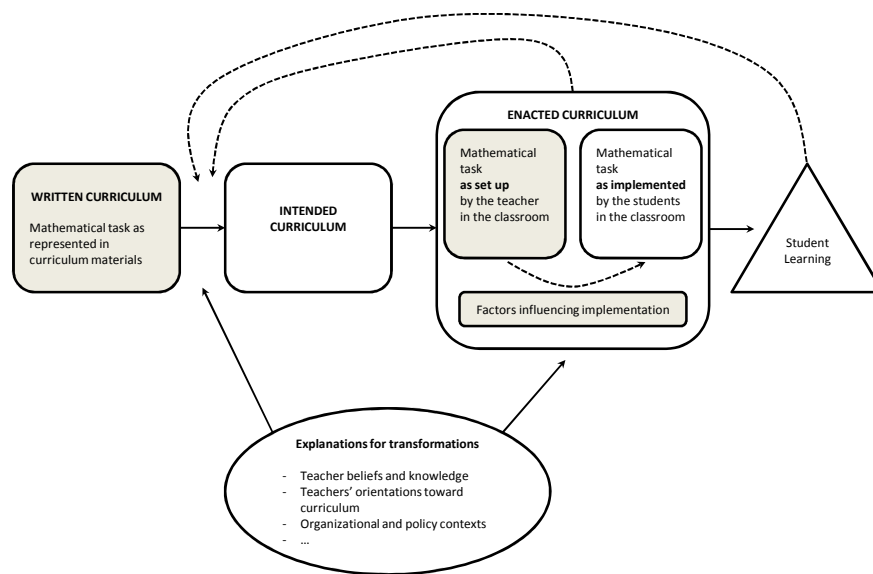 ENACTED CURRICULUM
WRITTEN CURRICULUM
Mathematical task as
represented in
curriculum materials
INTENDED
CURRICULUM
Mathematical
task
as set up
by the teacher
in the classroom
Mathematical
task
as implemented
by the students
in the classroom
Factors influencing implementation
Student
Learning
Explanations for transformations
- Teacher beliefs and knowledge
- Teachers’ orientations toward
curriculum
- Organizational and policy contexts
- …